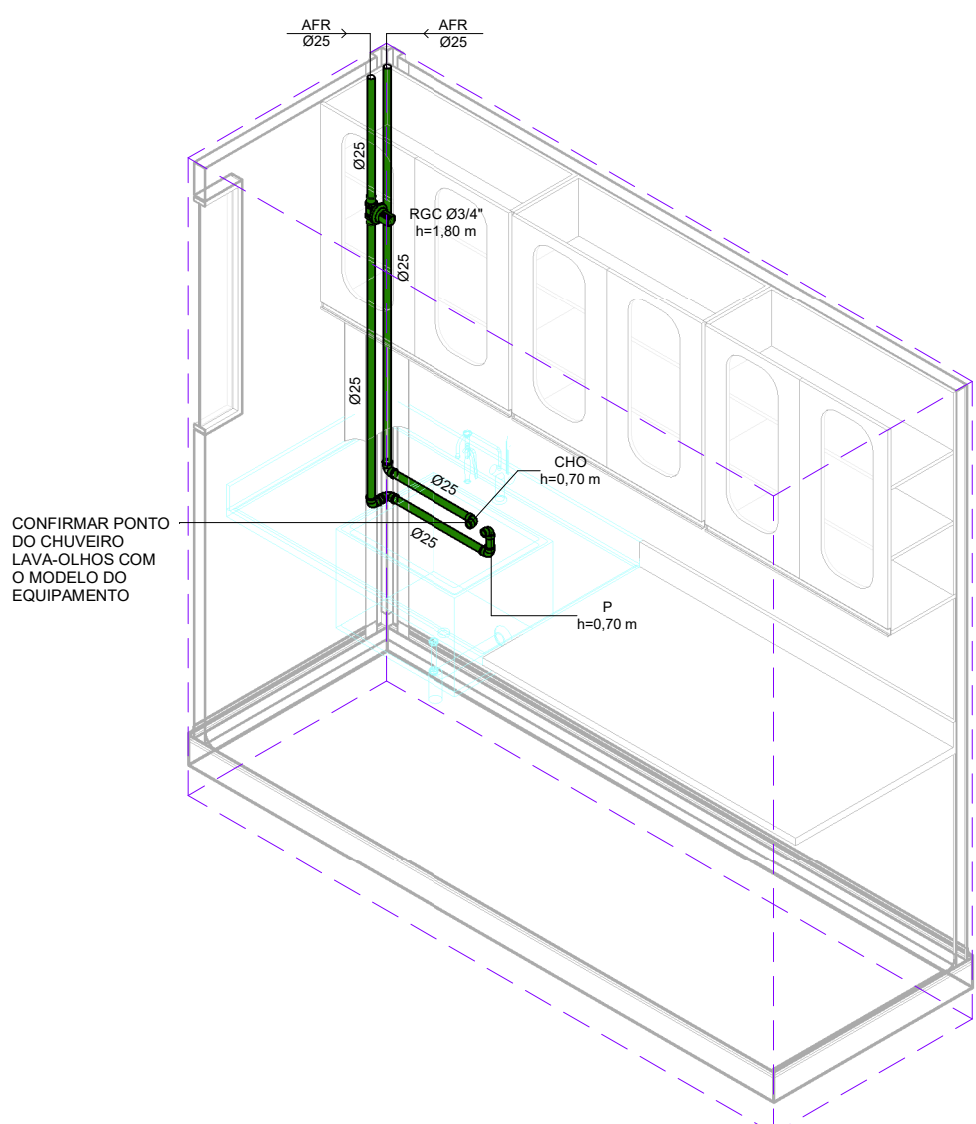 AFR
Ø25
AFR
Ø25
Ø25
RGC Ø3/4"
h=1,80 m
Ø25
Ø25
CHO
h=0,70 m
Ø25
Ø25
CONFIRMAR PONTO
DO CHUVEIRO
LAVA-OLHOS COM
O MODELO DO
EQUIPAMENTO
P
h=0,70 m